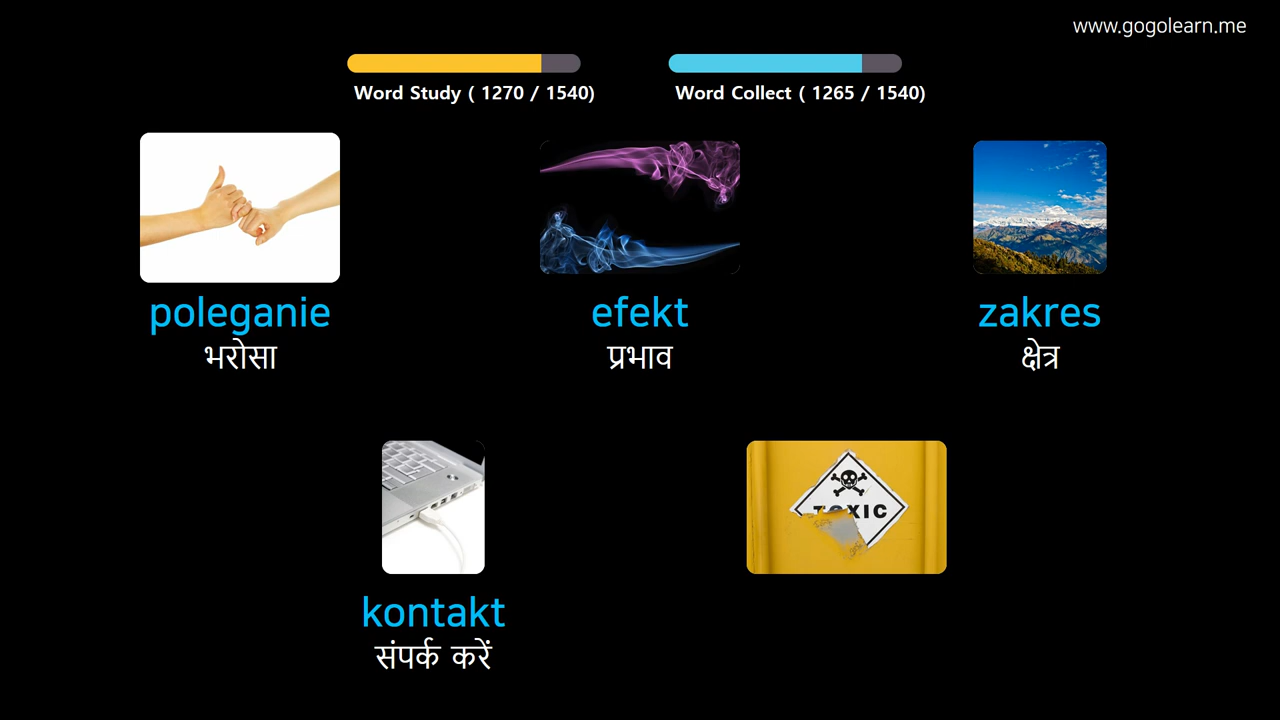 www.gogolearn.me
Word Study ( 1270 / 1540)
Word Collect ( 1265 / 1540)
poleganie
भरोसा
efekt
प्रभाव
zakres
क्षेत्र
kontakt
संपर्क करें
TOXIC